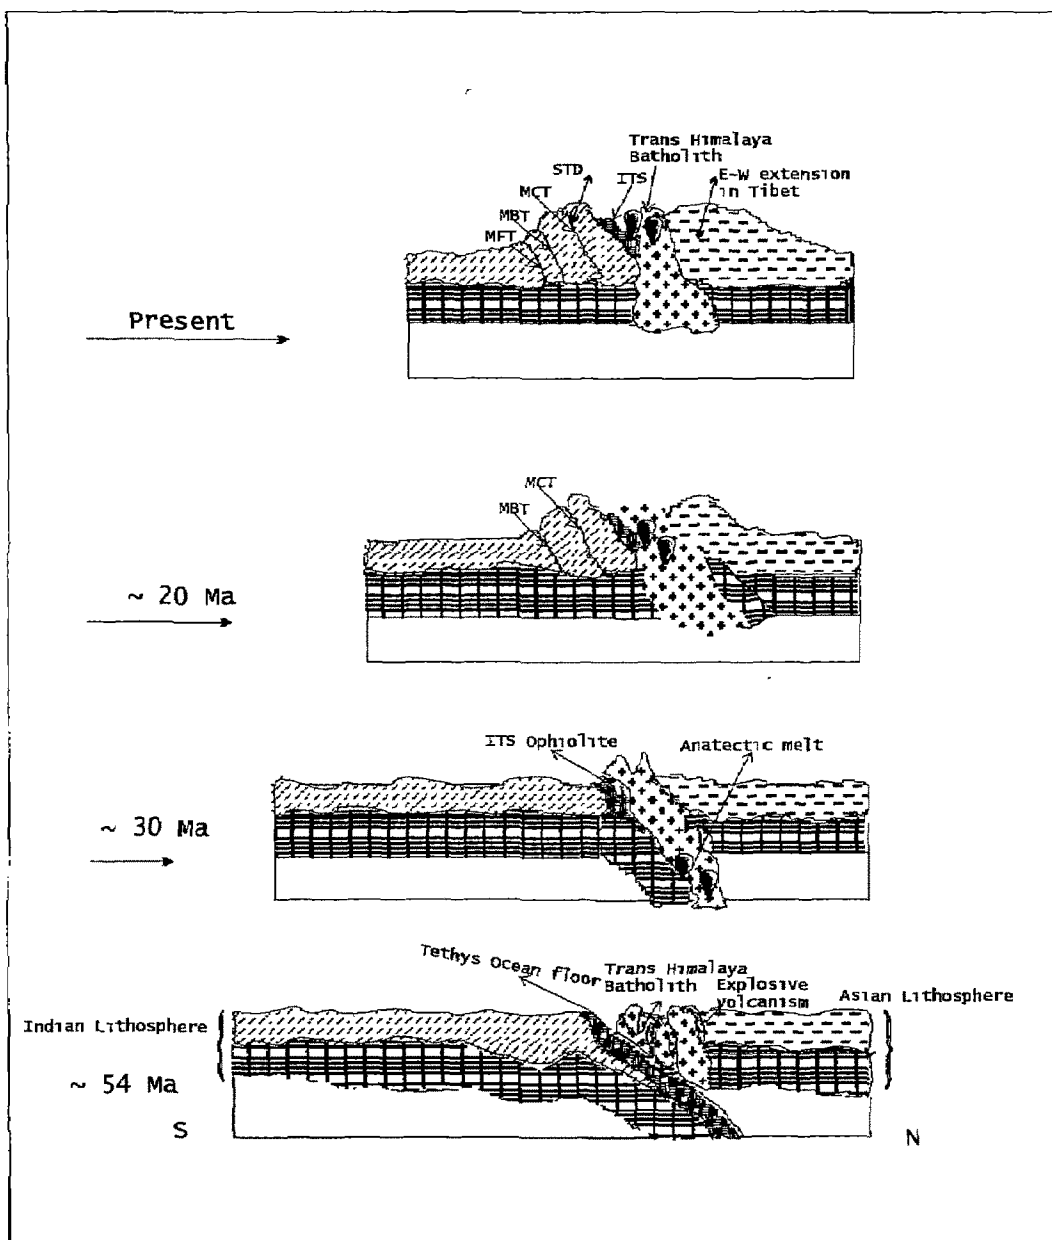 Trans Himalaya
Batholith
STD
ITS
E-W extension
in Tibet
MCT
MBT
MFT
Present
MCT
MBT
~ 20 Ma
ITS Ophiolite
Anatectic melt
~ 30 Ma
Tethys Ocean floor
Trans Himalaya
Batholith
Explosive
volcanism
Asian Lithosphere
Indian Lithosphere
~ 54 Ma
S
N